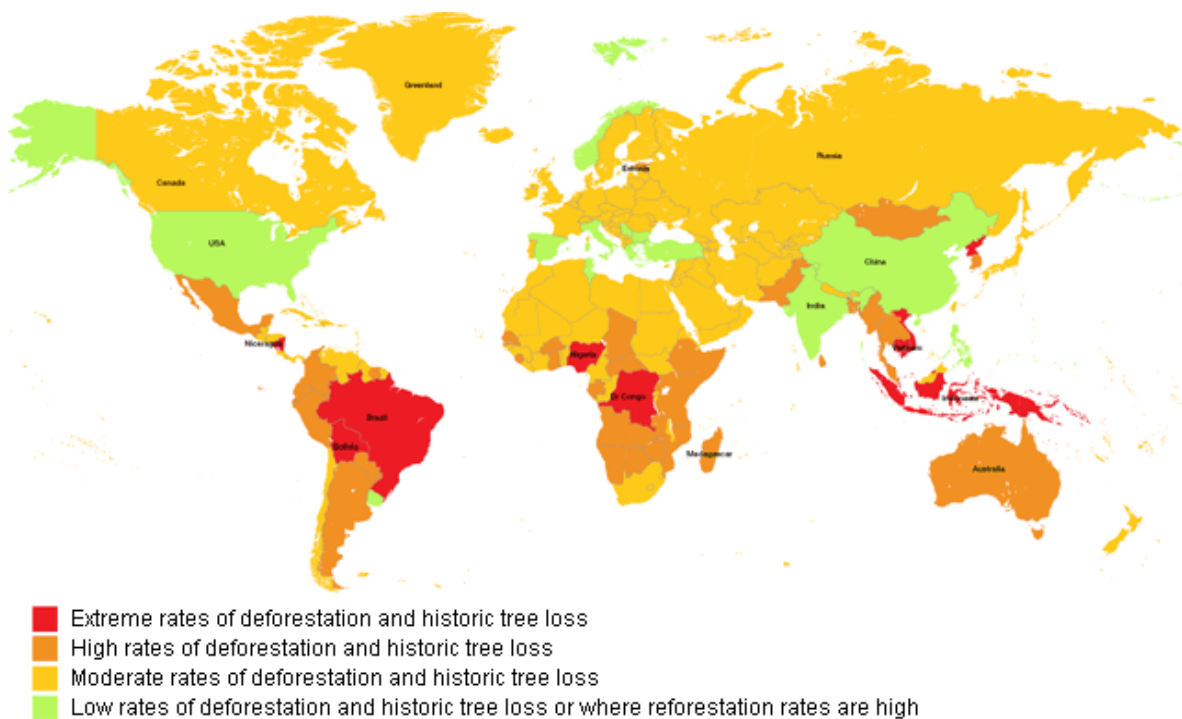 Greenland
Russia
Canada
Estonia
USA
China
India
Nicaragua
Nigeria
Vietnam
Dr Congo
Indonesia
Brazil
Bolivia
Madagascar
Australia
Extreme rates of deforestation and historic tree loss
High rates of deforestation and historic tree loss
Moderate rates of deforestation and historic tree loss
Low rates of deforestation and historic tree loss or where reforestation rates are high